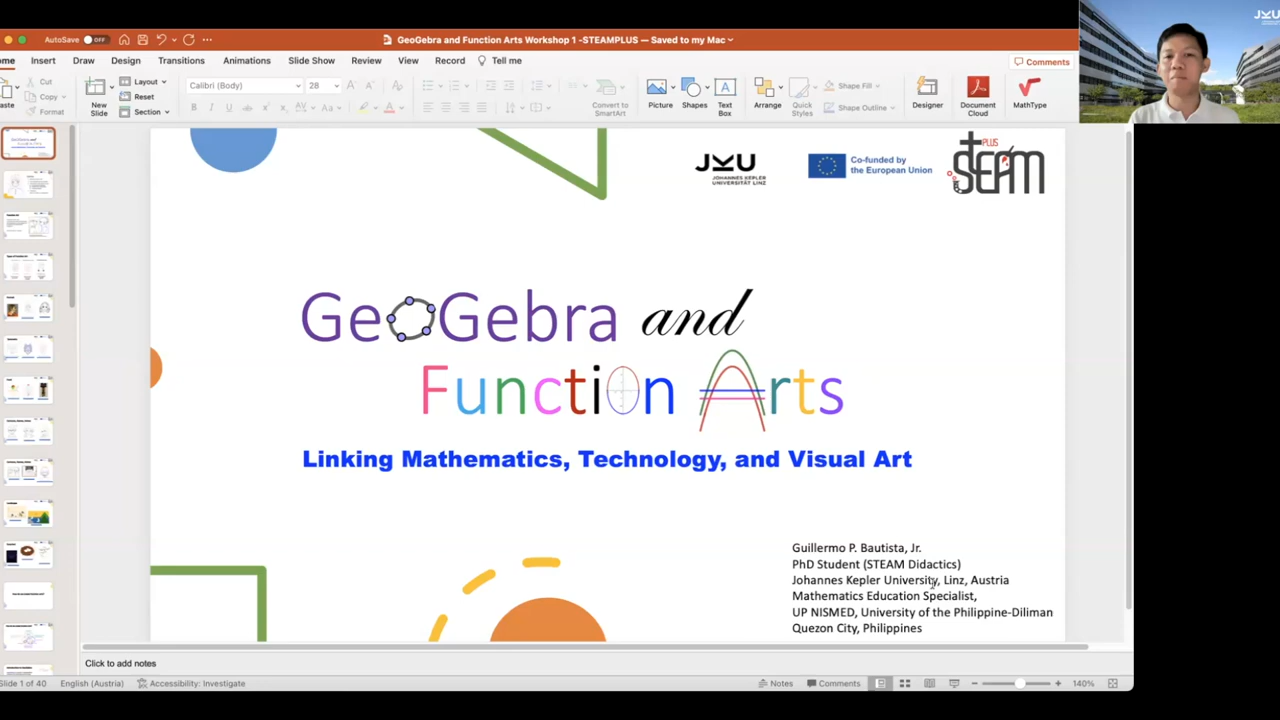 AutoSave OFF
GeoGebra and Function Arts Workshop 1 -STEAMPLUS — Saved to my Mac
JKU
ome Insert Draw Design Transitions Animations Slide Show Review View Record Tell me
Comments
aste
Cut
Copy
Format
New Slide
Layout
Reset
Section
Calibri (Body) 28
Convert to SmartArt
Picture
Shapes
Text Box
Arrange
Quick Styles
Shape Fill
Shape Outline
Designer
Document Cloud
MathType
JKU
JOHANNES KEPLER
UNIVERSITÄT LINZ
Co-funded by
the European Union
PLUS
STEAM
GeoGebra and
Function Arts
Linking Mathematics, Technology, and Visual Art
Guillermo P. Bautista, Jr.
PhD Student (STEAM Didactics)
Johannes Kepler University, Linz, Austria
Mathematics Education Specialist,
UP NISMED, University of the Philippine-Diliman
Quezon City, Philippines
Click to add notes
Slide 1 of 40 English (Austria) Accessibility: Investigate Notes Comments 140%